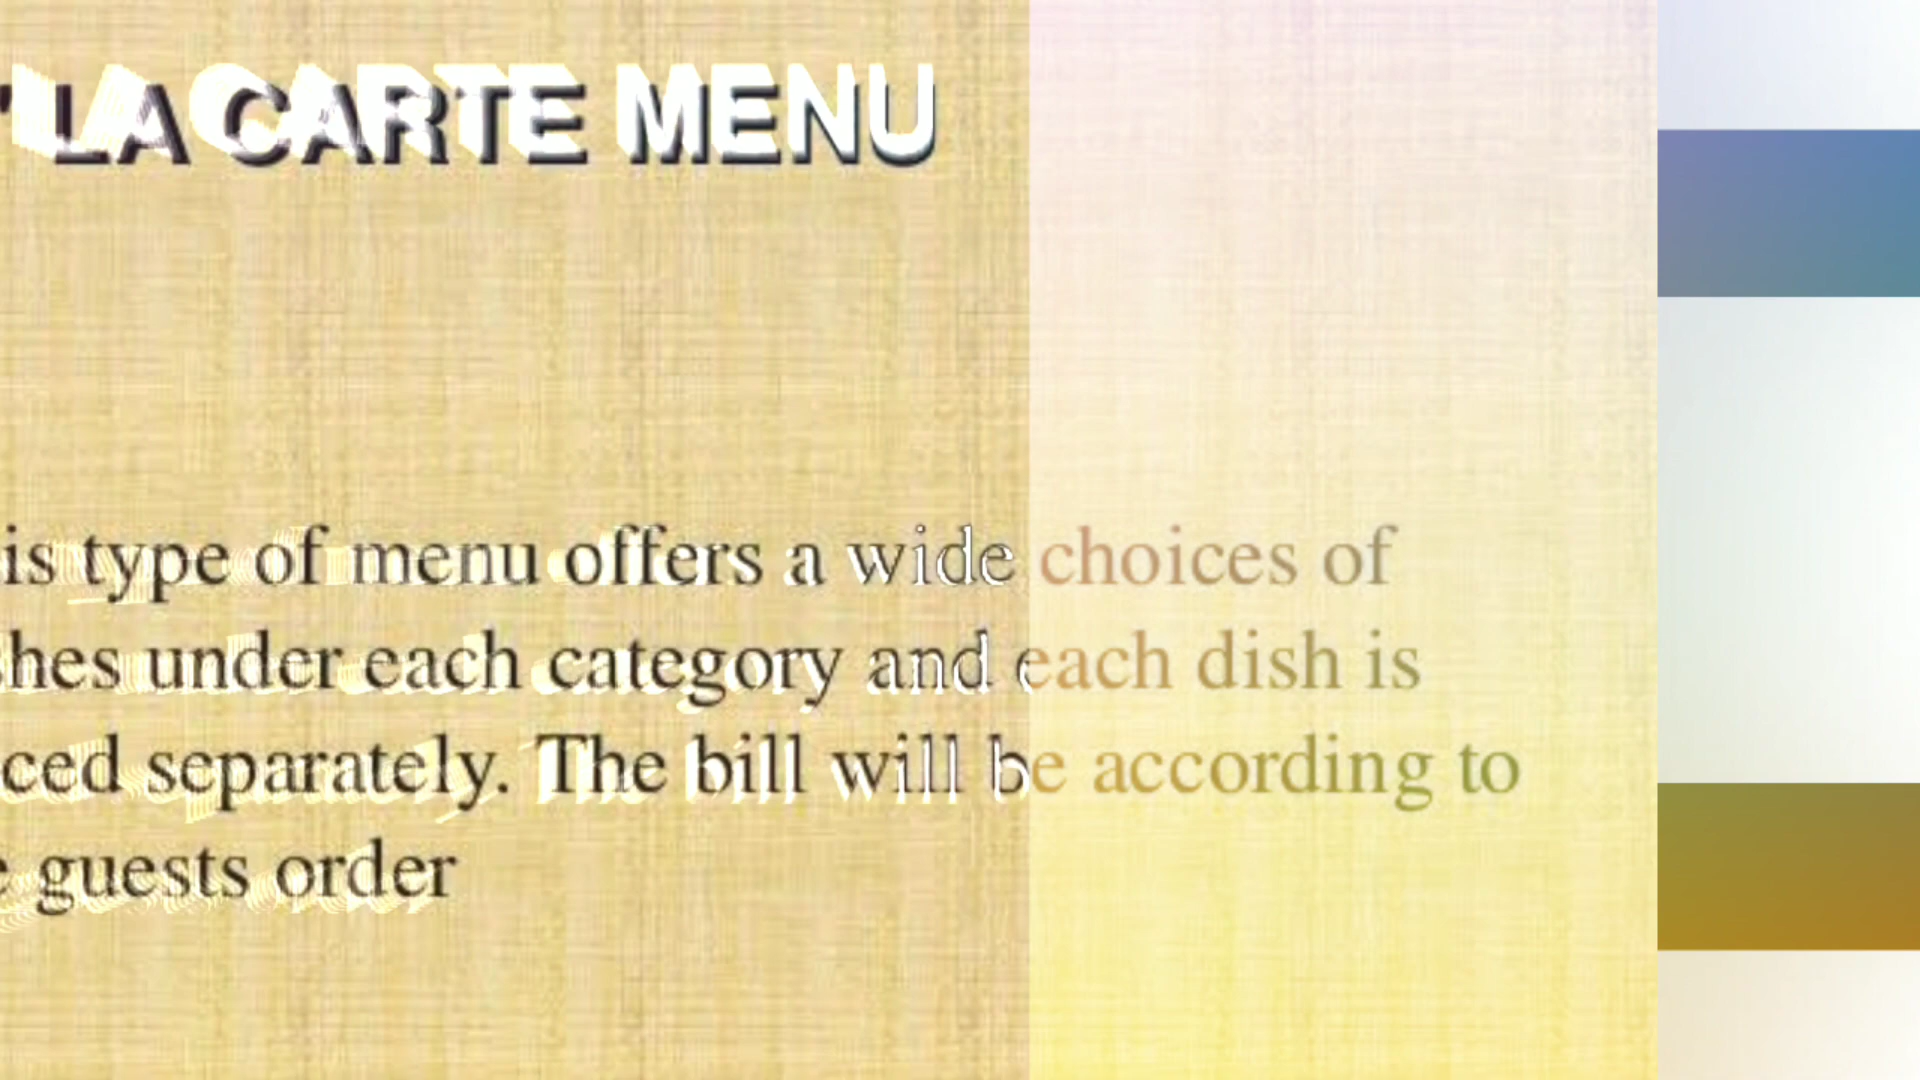 'LA CARTE MENU
is type of menu offers a wide choices of
hes under each category and each dish is
ced separately. The bill will be according to
guests order